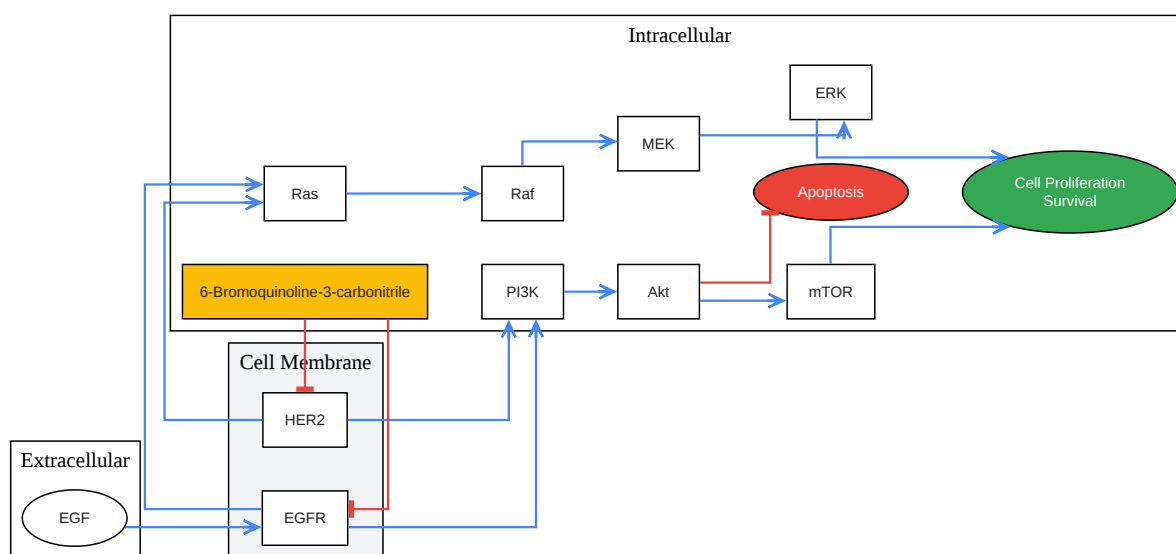 Intracellular
ERK
MEK
Ras
Raf
Apoptosis
Cell Proliferation
Survival
6-Bromoquinoline-3-carbonitrile
PI3K
Akt
mTOR
Cell Membrane
HER2
Extracellular
EGF
EGFR